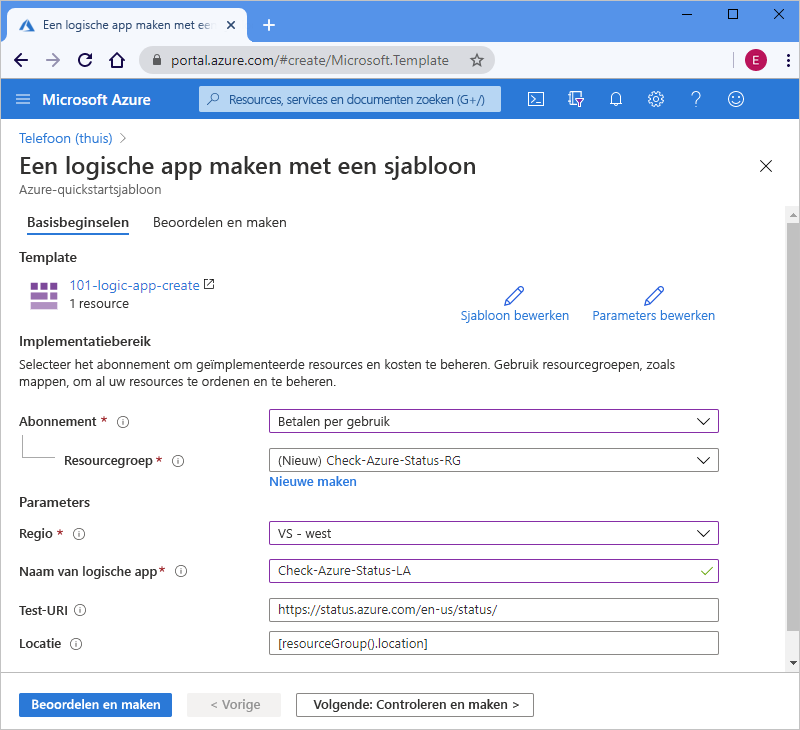 Een logische app maken met een
portal.azure.com/#create/Microsoft.Template
E
Microsoft Azure
Resources, services en documenten zoeken (G+/)
Telefoon (thuis)
Een logische app maken met een sjabloon
Azure-quickstartsjabloon
Basisbeginselen Beoordelen en maken
Template
101-logic-app-create
1 resource
Sjabloon bewerken Parameters bewerken
Implementatiebereik
Selecteer het abonnement om geïmplementeerde resources en kosten te beheren. Gebruik resourcegroepen, zoals
mappen, om al uw resources te ordenen en te beheren.
Abonnement * Betalen per gebruik
Resourcegroep * (Nieuw) Check-Azure-Status-RG
Nieuwe maken
Parameters
Regio * VS - west
Naam van logische app* Check-Azure-Status-LA
Test-URI https://status.azure.com/en-us/status/
Locatie [resourceGroup().location]
Beoordelen en maken < Vorige Volgende: Controleren en maken >